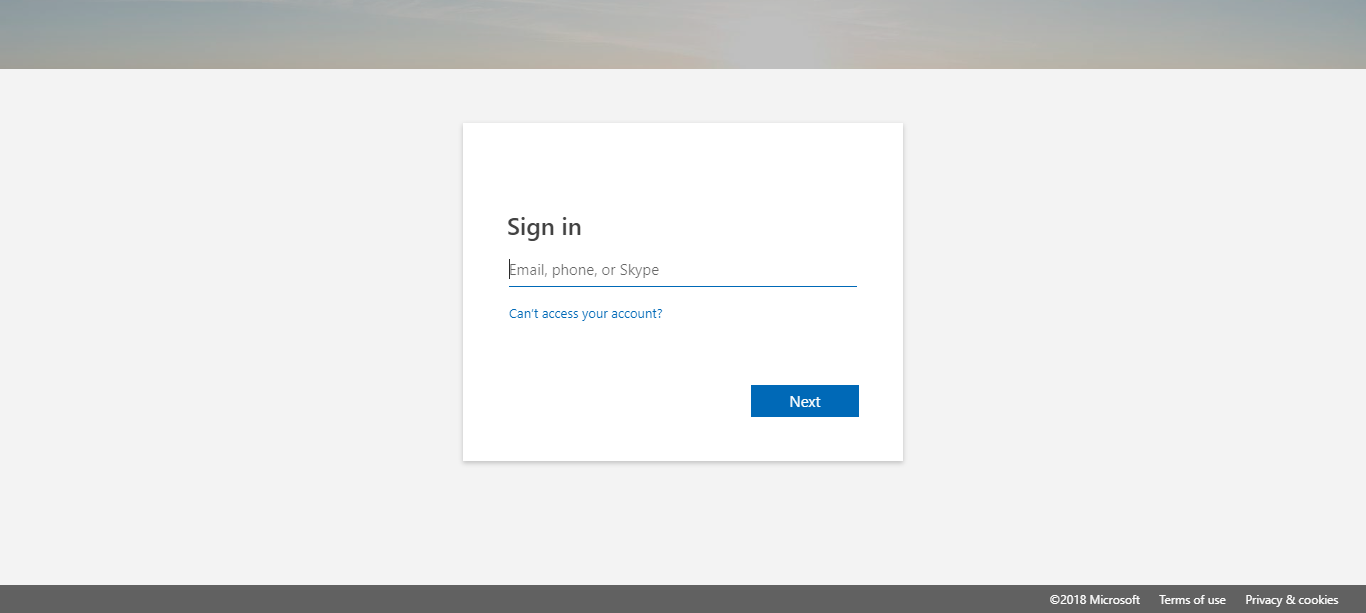 Sign in
Email, phone, or Skype
Can't access your account?
Next
©2018 Microsoft Terms of use Privacy & cookies